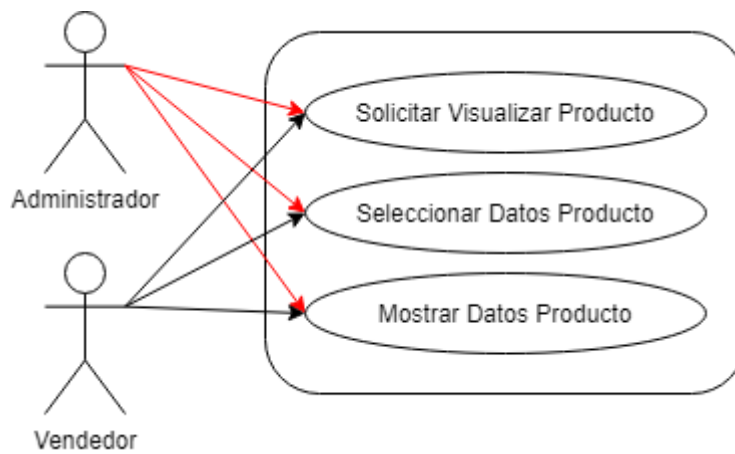 Solicitar Visualizar Producto
Administrador
Seleccionar Datos Producto
Mostrar Datos Producto
Vendedor